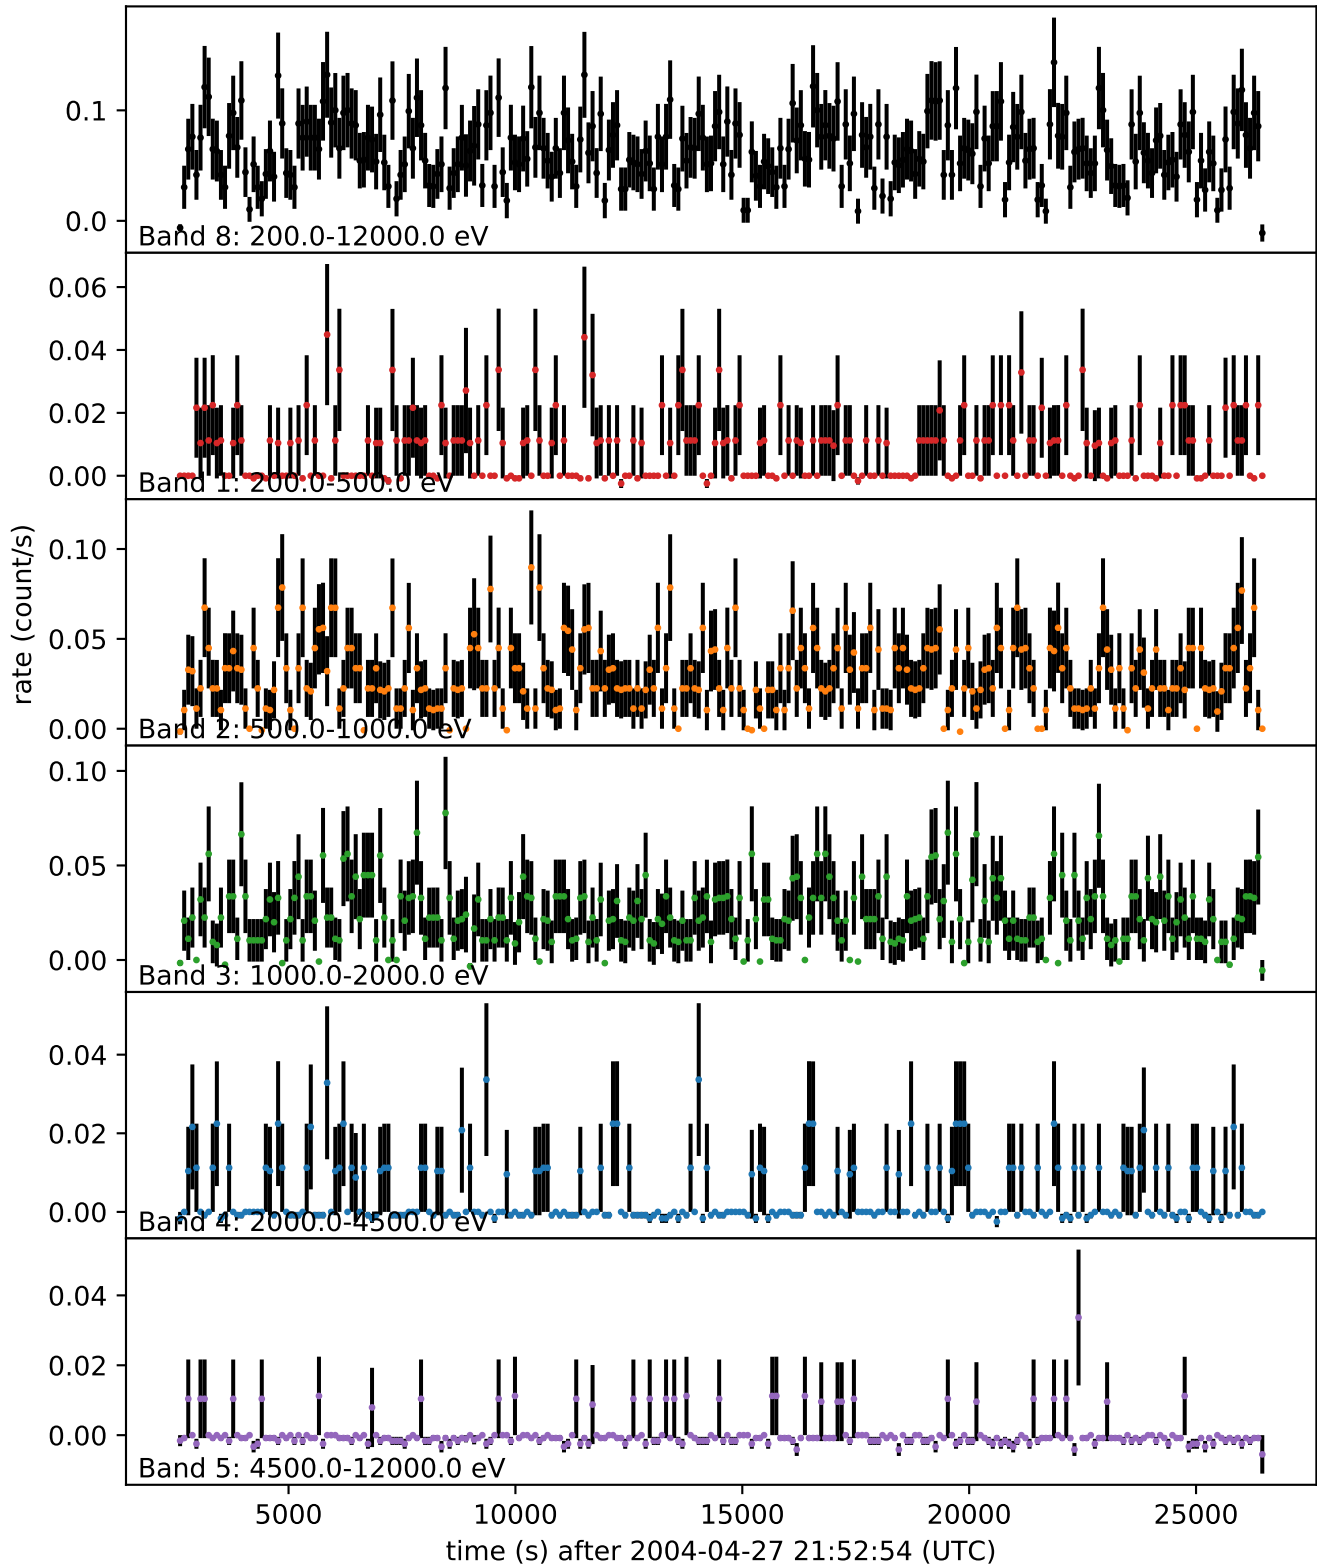 0.1
0.0
Band 8: 200.0-12000.0 eV
0.06
0.04
0.02
0.00
Band 1: 200.0-500.0 eV
0.10
0.05
0.00
Band 2: 500.0-1000.0 eV
rate (count/s)
0.10
0.05
0.00
Band 3: 1000.0-2000.0 eV
0.04
0.02
0.00
Band 4: 2000.0-4500.0 eV
0.04
0.02
0.00
Band 5: 4500.0-12000.0 eV
5000 10000 15000 20000 25000
time (s) after 2004-04-27 21:52:54 (UTC)